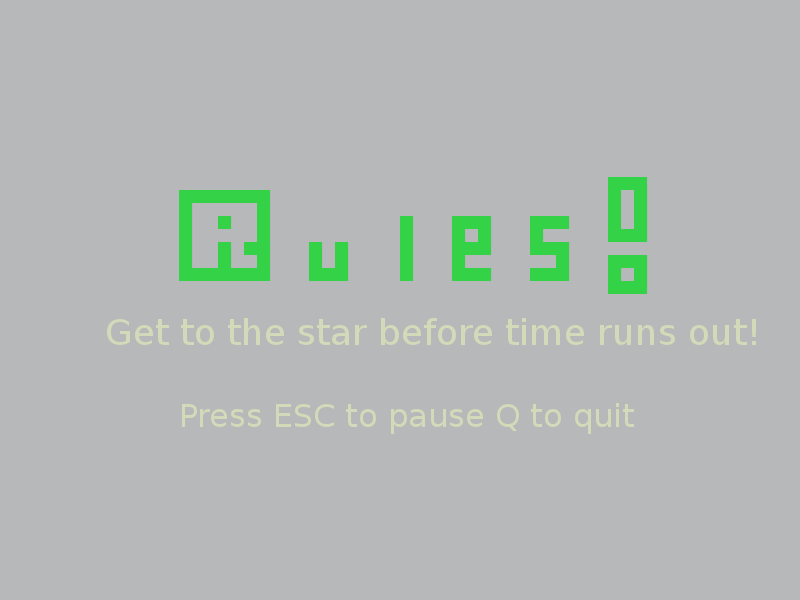 Rules!
Get to the star before time runs out!
Press ESC to pause Q to quit